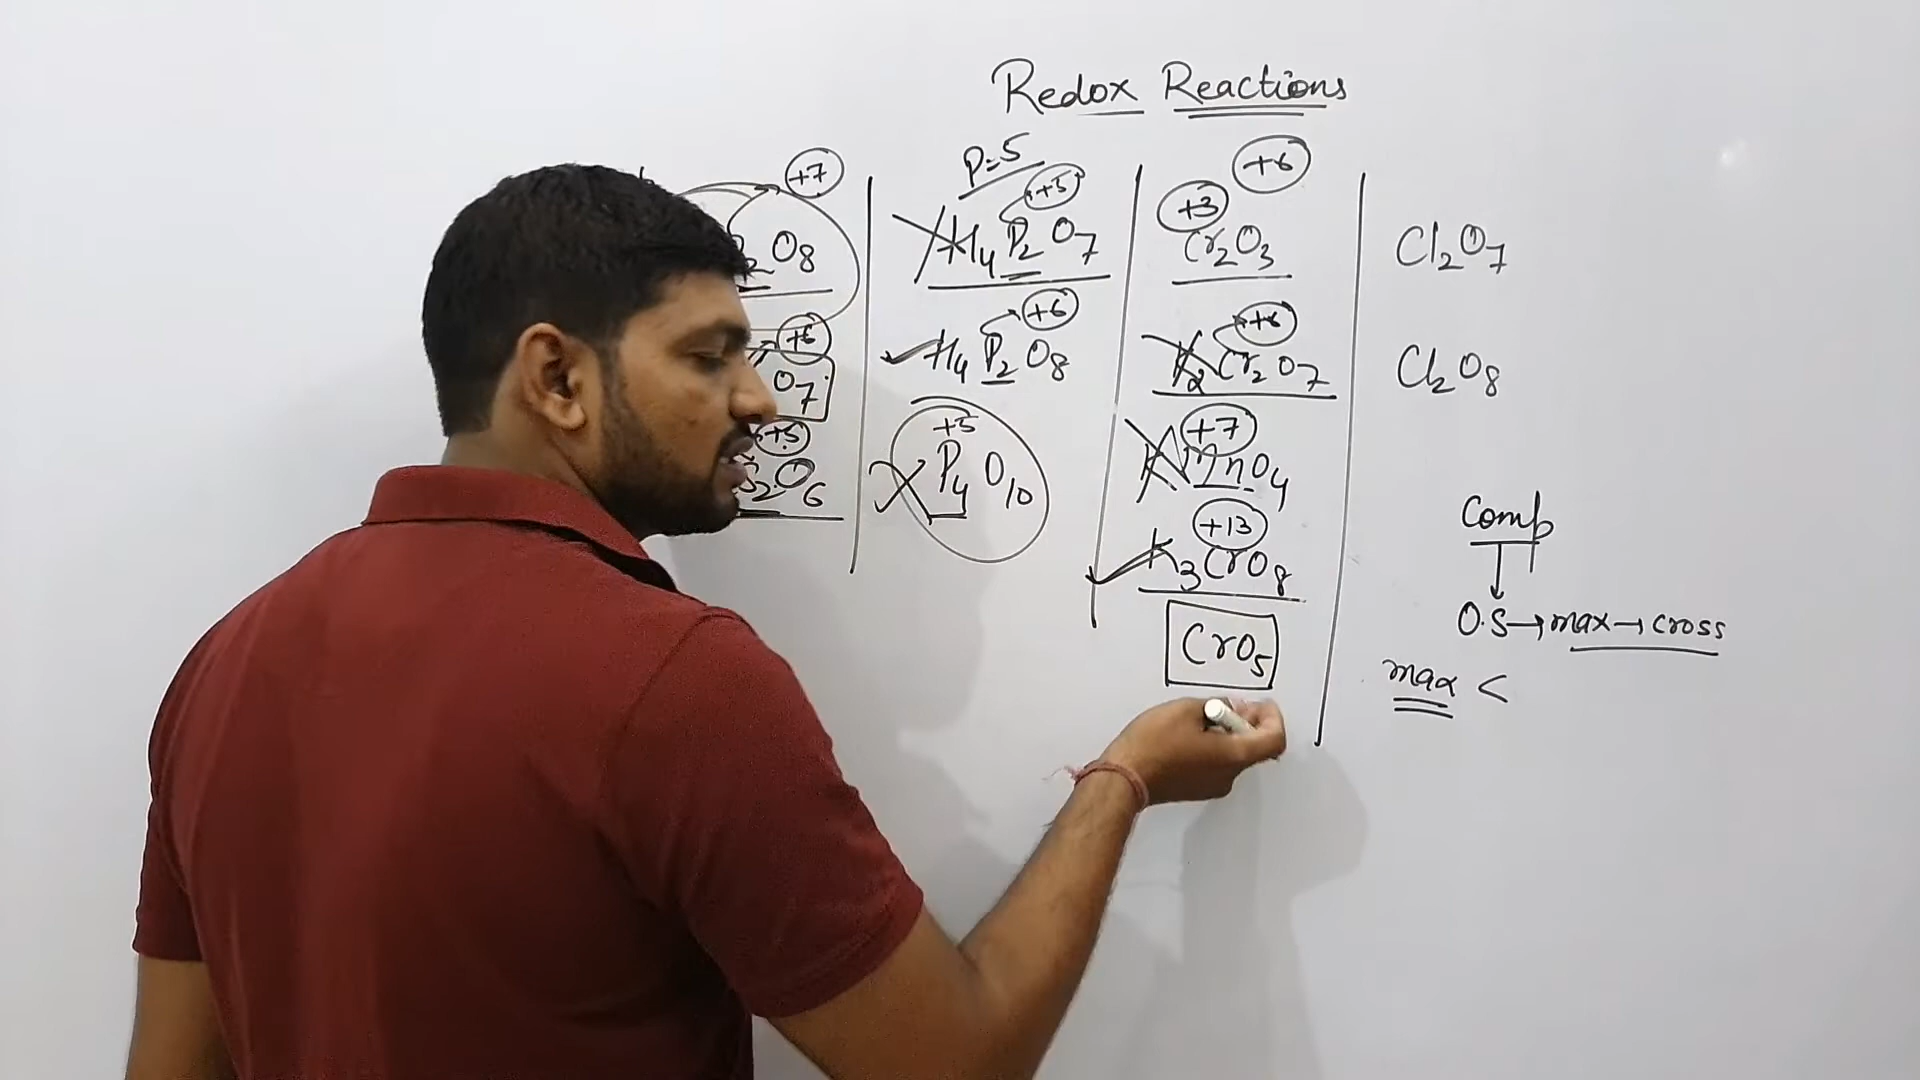 Redox Reactions
+7
O8
+6
O7
+5
S2O6
P=5
+5
H4P2O7
+6
H4P2O8
+5
P4O10
+6
+3
Cr2O3
+6
K2Cr2O7
+7
KMnO4
+13
K3CrO8
CrO5
Cl2O7
Cl2O8
Comp
O.S→max→cross
max <